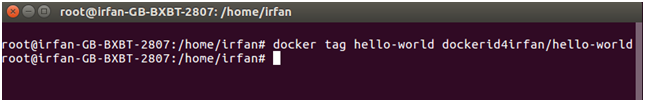 root@irfan-GB-BXBT-2807: /home/irfan
root@irfan-GB-BXBT-2807:/home/irfan# docker tag hello-world dockerid4irfan/hello-world
root@irfan-GB-BXBT-2807:/home/irfan#